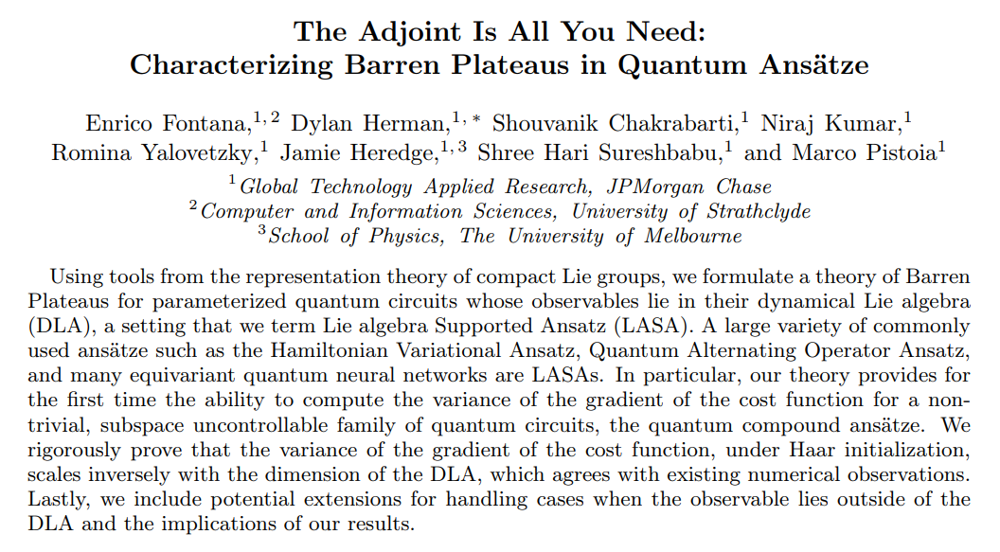 The Adjoint Is All You Need:
Characterizing Barren Plateaus in Quantum Ansätze
Enrico Fontana,1, 2 Dylan Herman,1, * Shouvanik Chakrabarti,1 Niraj Kumar,1
Romina Yalovetzky,1 Jamie Heredge,1, 3 Shree Hari Sureshbabu,1 and Marco Pistoia1
1 Global Technology Applied Research, JPMorgan Chase
2 Computer and Information Sciences, University of Strathclyde
3 School of Physics, The University of Melbourne
Using tools from the representation theory of compact Lie groups, we formulate a theory of Barren
Plateaus for parameterized quantum circuits whose observables lie in their dynamical Lie algebra
(DLA), a setting that we term Lie algebra Supported Ansatz (LASA). A large variety of commonly
used ansätze such as the Hamiltonian Variational Ansatz, Quantum Alternating Operator Ansatz,
and many equivariant quantum neural networks are LASAs. In particular, our theory provides for
the first time the ability to compute the variance of the gradient of the cost function for a non-
trivial, subspace uncontrollable family of quantum circuits, the quantum compound ansätze. We
rigorously prove that the variance of the gradient of the cost function, under Haar initialization,
scales inversely with the dimension of the DLA, which agrees with existing numerical observations.
Lastly, we include potential extensions for handling cases when the observable lies outside of the
DLA and the implications of our results.